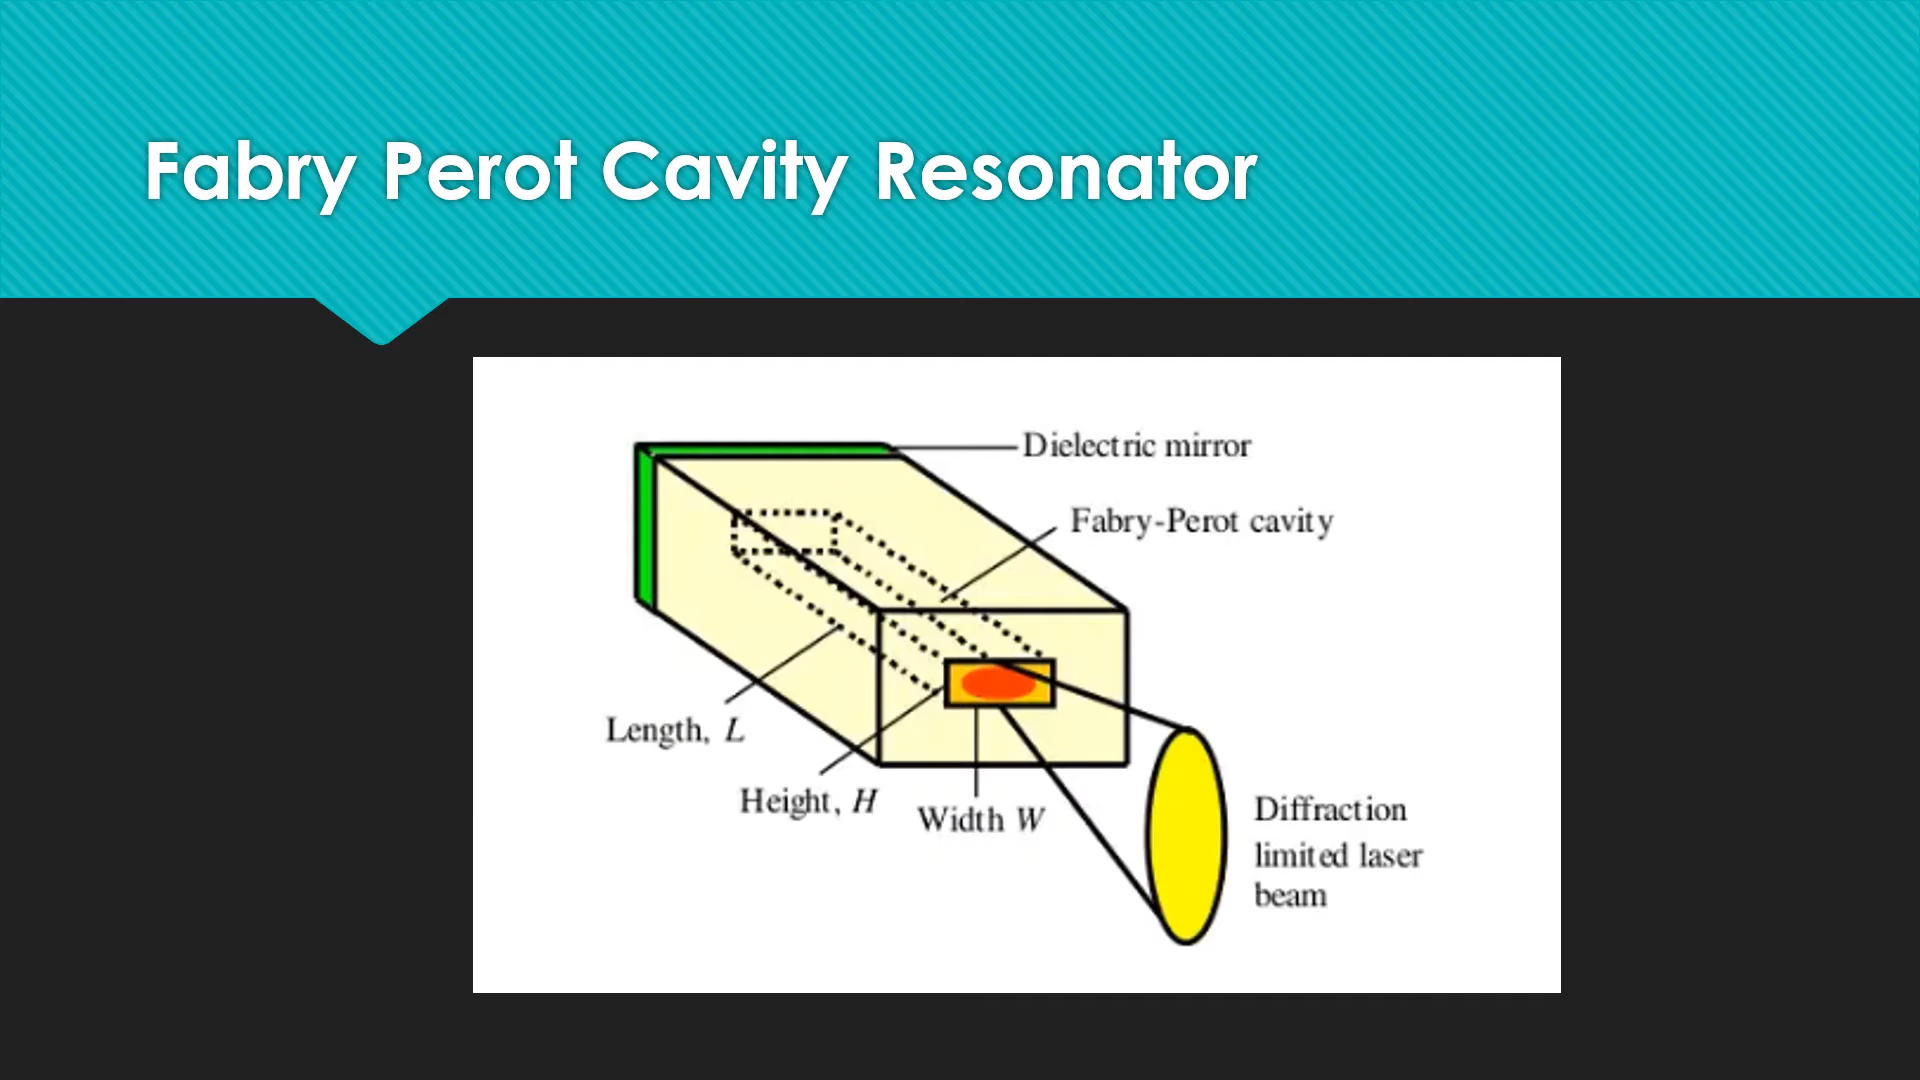 Fabry Perot Cavity Resonator
Dielectric mirror
Fabry-Perot cavity
Length, L
Height, H
Width W
Diffraction
limited laser
beam